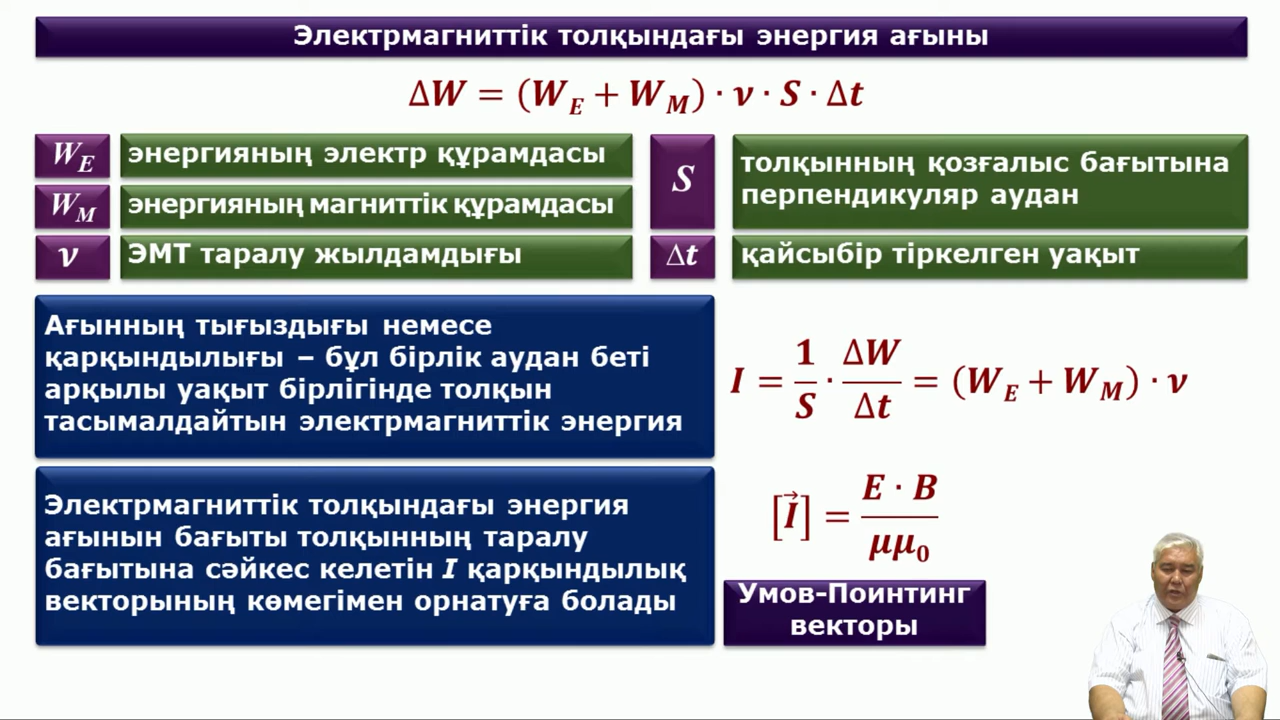 Электрмагниттік толқындағы энергия ағыны
ΔW = (W_E + W_M) · ν · S · Δt
W_E энергияның электр құрамдасы
W_M энергияның магниттік құрамдасы
ν ЭМТ таралу жылдамдығы
S толқынның қозғалыс бағытына
перпендикуляр аудан
Δt қайсыбір тіркелген уақыт
Ағынның тығыздығы немесе
қарқындылығы – бұл бірлік аудан беті
арқылы уақыт бірлігінде толқын
тасымалдайтын электрмагниттік энергия
I = 1/S · ΔW/Δt = (W_E + W_M) · ν
Электрмагниттік толқындағы энергия
ағынын бағыты толқынның таралу
бағытына сәйкес келетін I қарқындылық
векторының көмегімен орнатуға болады
[I⃗] = E · B/μμ₀
Умов-Поинтинг
векторы